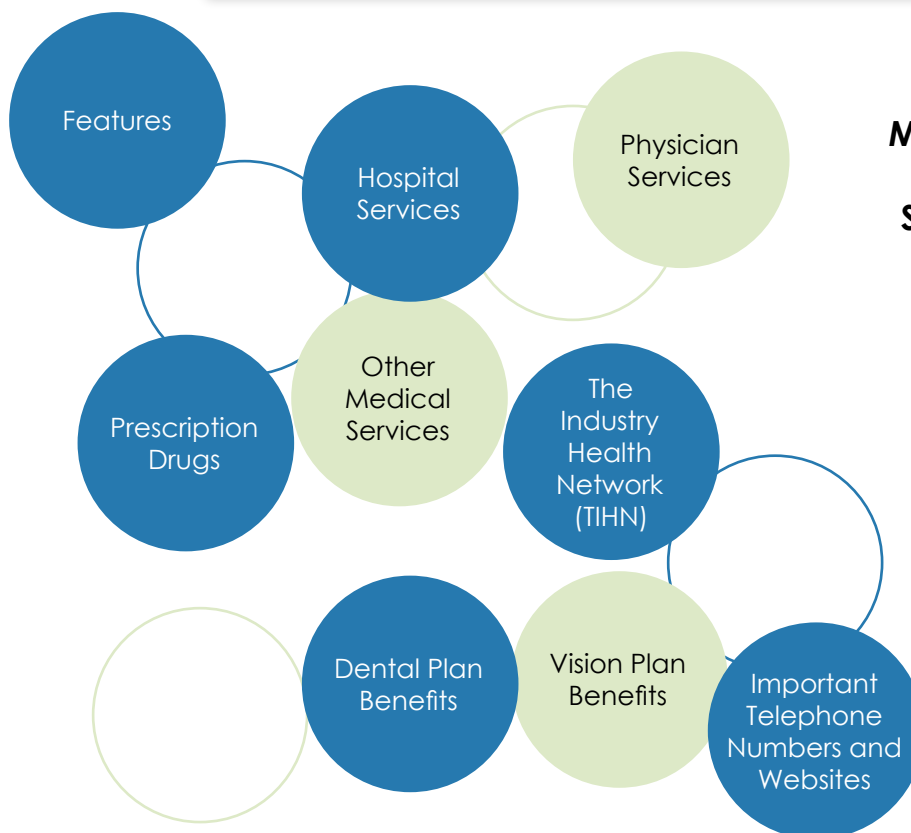 Features
Hospital
Services
Physician
Services
M
S
Prescription
Drugs
Other
Medical
Services
The
Industry
Health
Network
(TIHN)
Dental Plan
Benefits
Vision Plan
Benefits
Important
Telephone
Numbers and
Websites